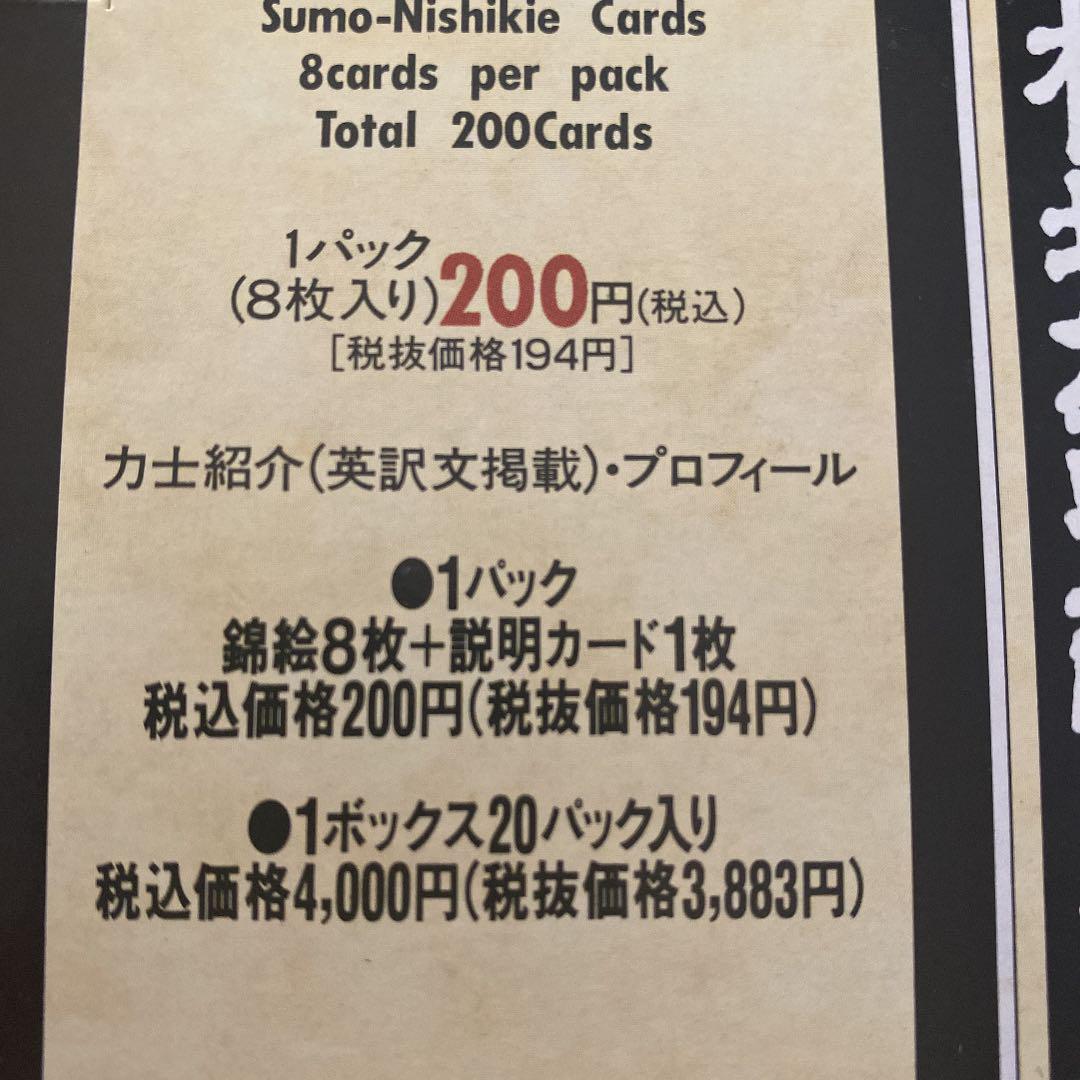 Sumo-Nishikie Cards
8cards per pack
Total 200Cards
1パック
(8枚入り)200円(税込)
[税抜価格194円]
力士紹介(英訳文掲載)・プロフィール
●1パック
錦絵8枚+説明カード1枚
税込価格200円(税抜価格194円)
●1ボックス20パック入り
税込価格4,000円(税抜価格3,883円)